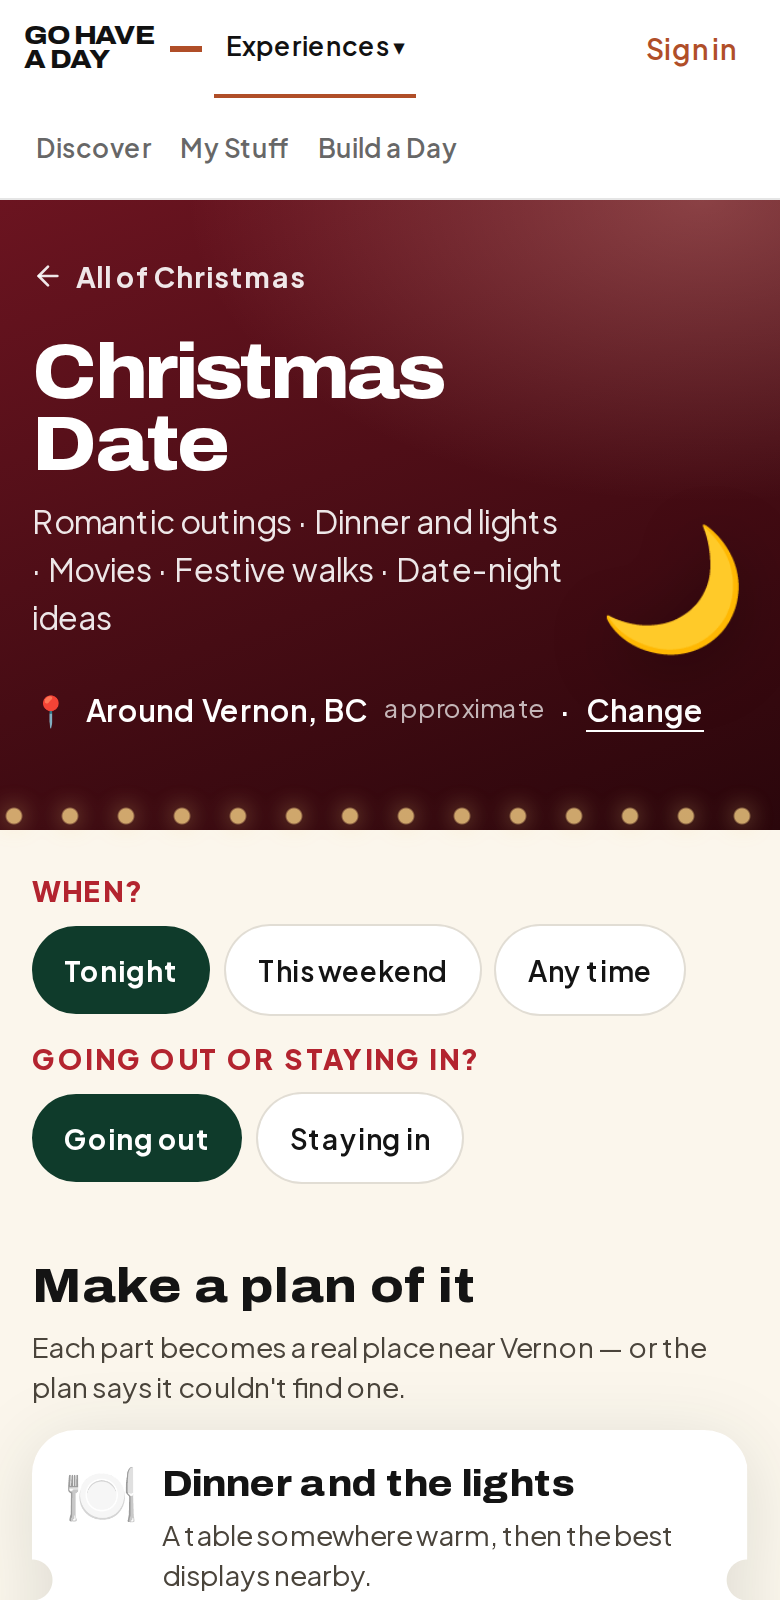 GO HAVE
A DAY
Experiences ▾
Sign in
Discover
My Stuff
Build a Day
← All of Christmas
Christmas
Date
Romantic outings · Dinner and lights
· Movies · Festive walks · Date-night
ideas
Around Vernon, BC approximate · Change
WHEN?
Tonight
This weekend
Any time
GOING OUT OR STAYING IN?
Going out
Staying in
Make a plan of it
Each part becomes a real place near Vernon — or the
plan says it couldn't find one.
Dinner and the lights
A table somewhere warm, then the best
displays nearby.